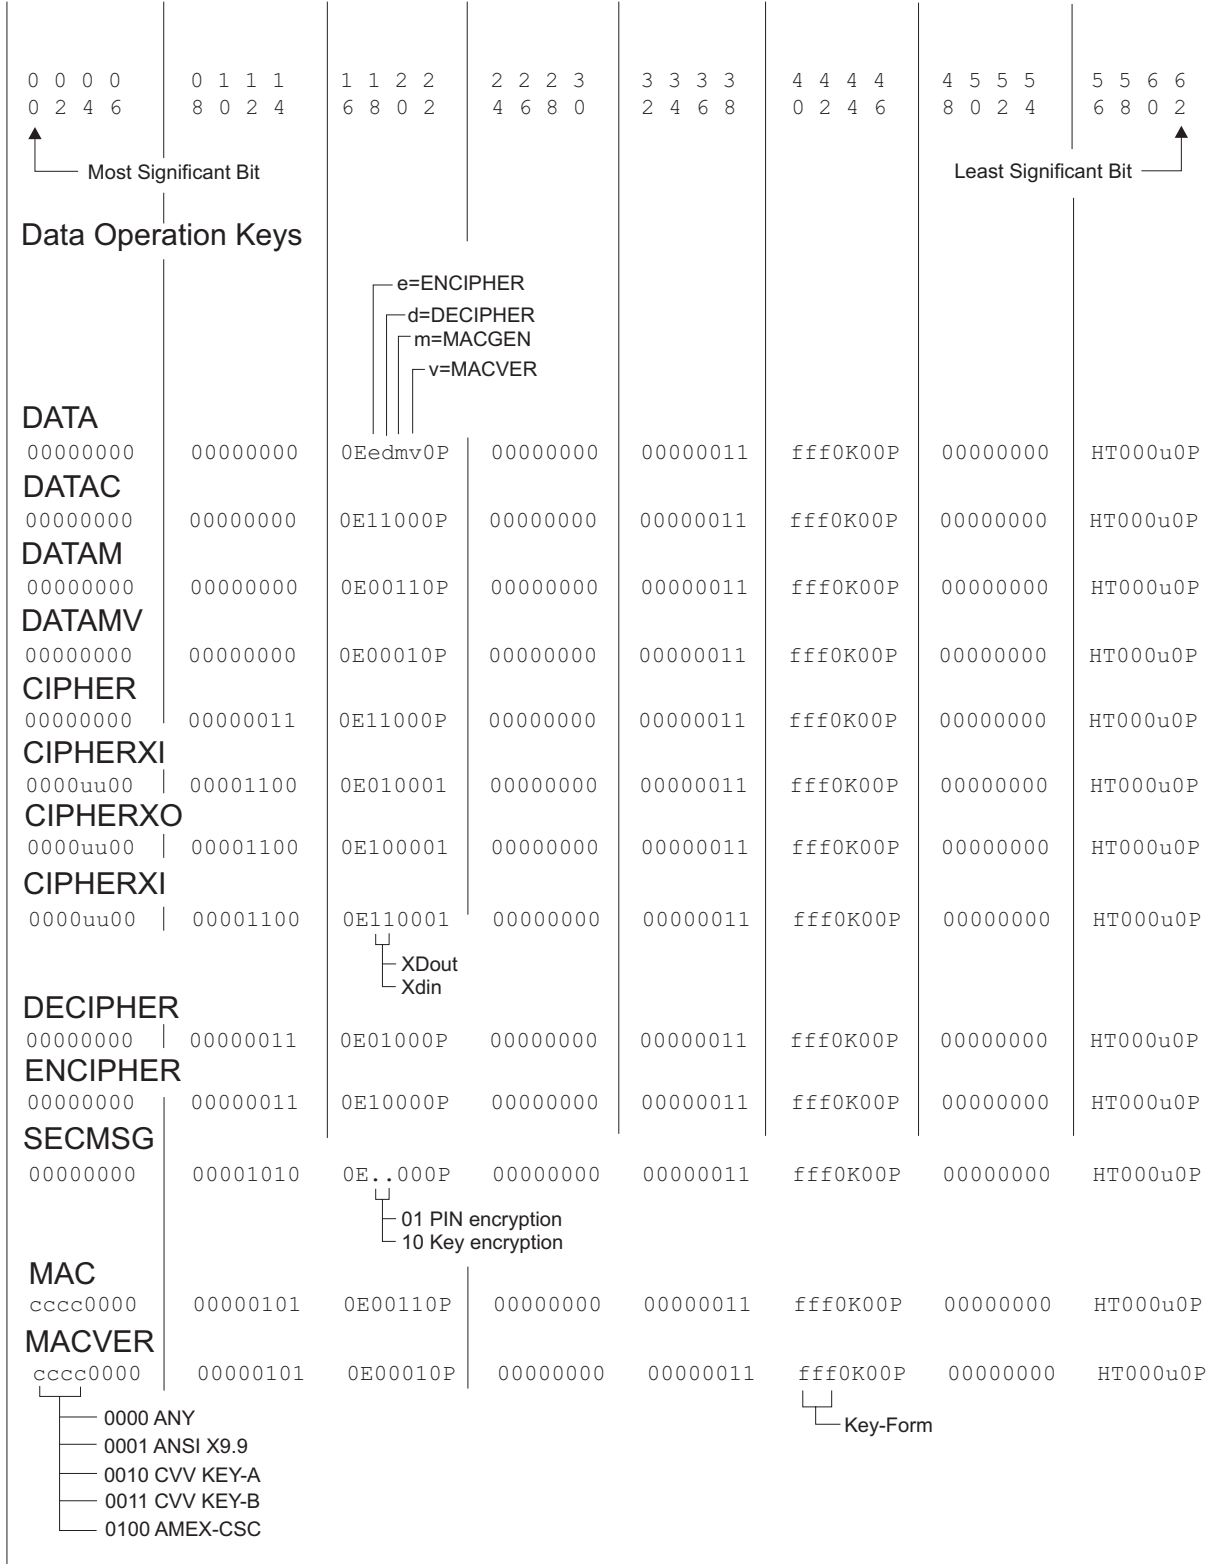 0 0 0 0 0 1 1 1 1 1 2 2 2 2 2 3 3 3 3 3 4 4 4 4 4 5 5 5 5 5 6 6
0 2 4 6 8 0 2 4 6 8 0 2 4 6 8 0 2 4 6 8 0 2 4 6 8 0 2 4 6 8 0 2
Most Significant Bit Least Significant Bit
Data Operation Keys
e=ENCIPHER
d=DECIPHER
m=MACGEN
v=MACVER
DATA
00000000 00000000 0Eedmv0P 00000000 00000011 fff0K00P 00000000 HT000u0P
DATAC
00000000 00000000 0E11000P 00000000 00000011 fff0K00P 00000000 HT000u0P
DATAM
00000000 00000000 0E00110P 00000000 00000011 fff0K00P 00000000 HT000u0P
DATAMV
00000000 00000000 0E00010P 00000000 00000011 fff0K00P 00000000 HT000u0P
CIPHER
00000000 00000011 0E11000P 00000000 00000011 fff0K00P 00000000 HT000u0P
CIPHERXI
0000uu00 00001100 0E010001 00000000 00000011 fff0K00P 00000000 HT000u0P
CIPHERXO
0000uu00 00001100 0E100001 00000000 00000011 fff0K00P 00000000 HT000u0P
CIPHERXI
0000uu00 00001100 0E110001 00000000 00000011 fff0K00P 00000000 HT000u0P
XDout
Xdin
DECIPHER
00000000 00000011 0E01000P 00000000 00000011 fff0K00P 00000000 HT000u0P
ENCIPHER
00000000 00000011 0E10000P 00000000 00000011 fff0K00P 00000000 HT000u0P
SECMSG
00000000 00001010 0E..000P 00000000 00000011 fff0K00P 00000000 HT000u0P
01 PIN encryption
10 Key encryption
MAC
cccc0000 00000101 0E00110P 00000000 00000011 fff0K00P 00000000 HT000u0P
MACVER
cccc0000 00000101 0E00010P 00000000 00000011 fff0K00P 00000000 HT000u0P
0000 ANY Key-Form
0001 ANSI X9.9
0010 CVV KEY-A
0011 CVV KEY-B
0100 AMEX-CSC